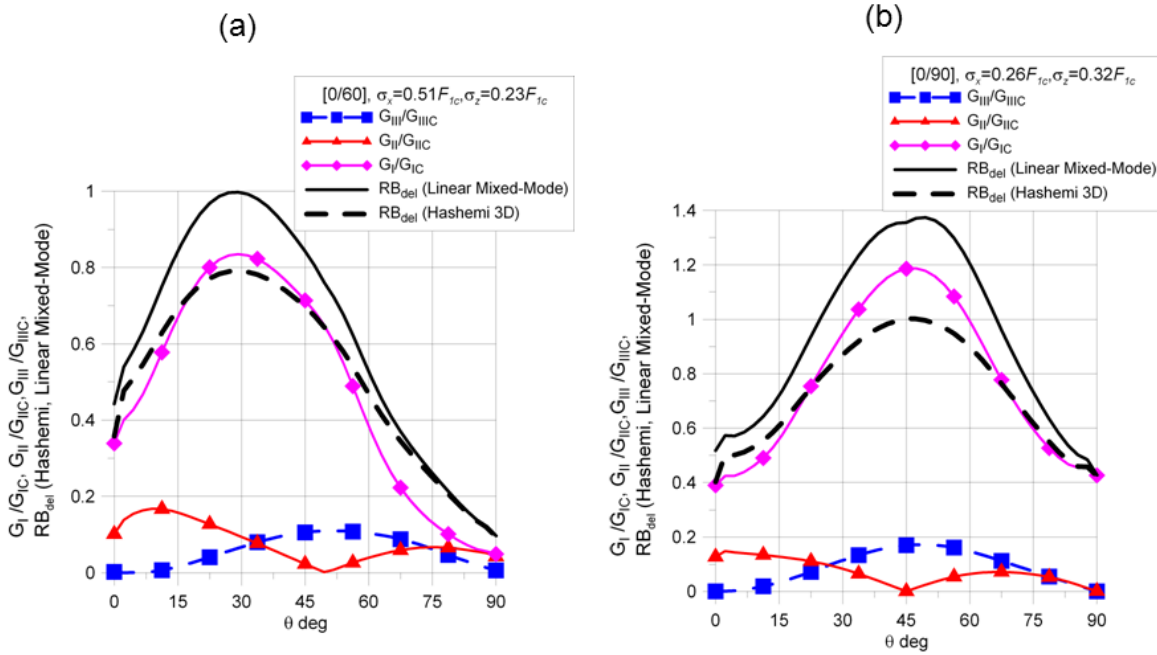 (a)
[0/60], σx=0.51F1c,σz=0.23F1c
GIII/GIIIC
GII/GIIC
GI/GIC
RBdel (Linear Mixed-Mode)
RBdel (Hashemi 3D)
GI /GIC, GII /GIIC,GIII /GIIIC,
RBdel (Hashemi, Linear Mixed-Mode)
1
0.8
0.6
0.4
0.2
0
0 15 30 45 60 75 90
θ deg
(b)
[0/90], σx=0.26F1c,σz=0.32F1c
GIII/GIIIC
GII/GIIC
GI/GIC
RBdel (Linear Mixed-Mode)
RBdel (Hashemi 3D)
GI /GIC, GII /GIIC,GIII /GIIIC,
RBdel (Hashemi, Linear Mixed-Mode)
1.4
1.2
1
0.8
0.6
0.4
0.2
0
0 15 30 45 60 75 90
θ deg